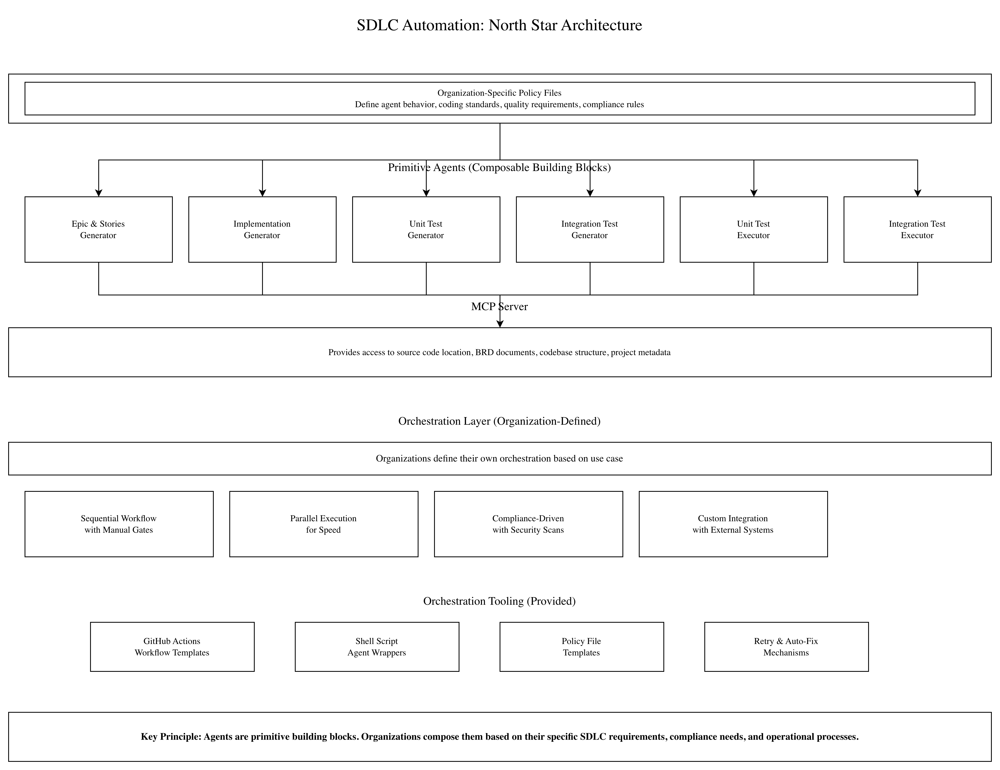 SDLC Automation: North Star Architecture
Organization-Specific Policy Files
Define agent behavior, coding standards, quality requirements, compliance rules
Primitive Agents (Composable Building Blocks)
Epic & Stories
Generator
Implementation
Generator
Unit Test
Generator
Integration Test
Generator
Unit Test
Executor
Integration Test
Executor
MCP Server
Provides access to source code location, BRD documents, codebase structure, project metadata
Orchestration Layer (Organization-Defined)
Organizations define their own orchestration based on use case
Sequential Workflow
with Manual Gates
Parallel Execution
for Speed
Compliance-Driven
with Security Scans
Custom Integration
with External Systems
Orchestration Tooling (Provided)
GitHub Actions
Workflow Templates
Shell Script
Agent Wrappers
Policy File
Templates
Retry & Auto-Fix
Mechanisms
Key Principle: Agents are primitive building blocks. Organizations compose them based on their specific SDLC requirements, compliance needs, and operational processes.